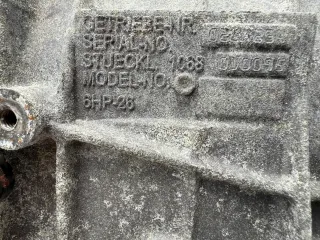 GETRIEBE-NR.
SERIAL-NO.
STUECKL. 1068
MODEL-NO.
6HP-26